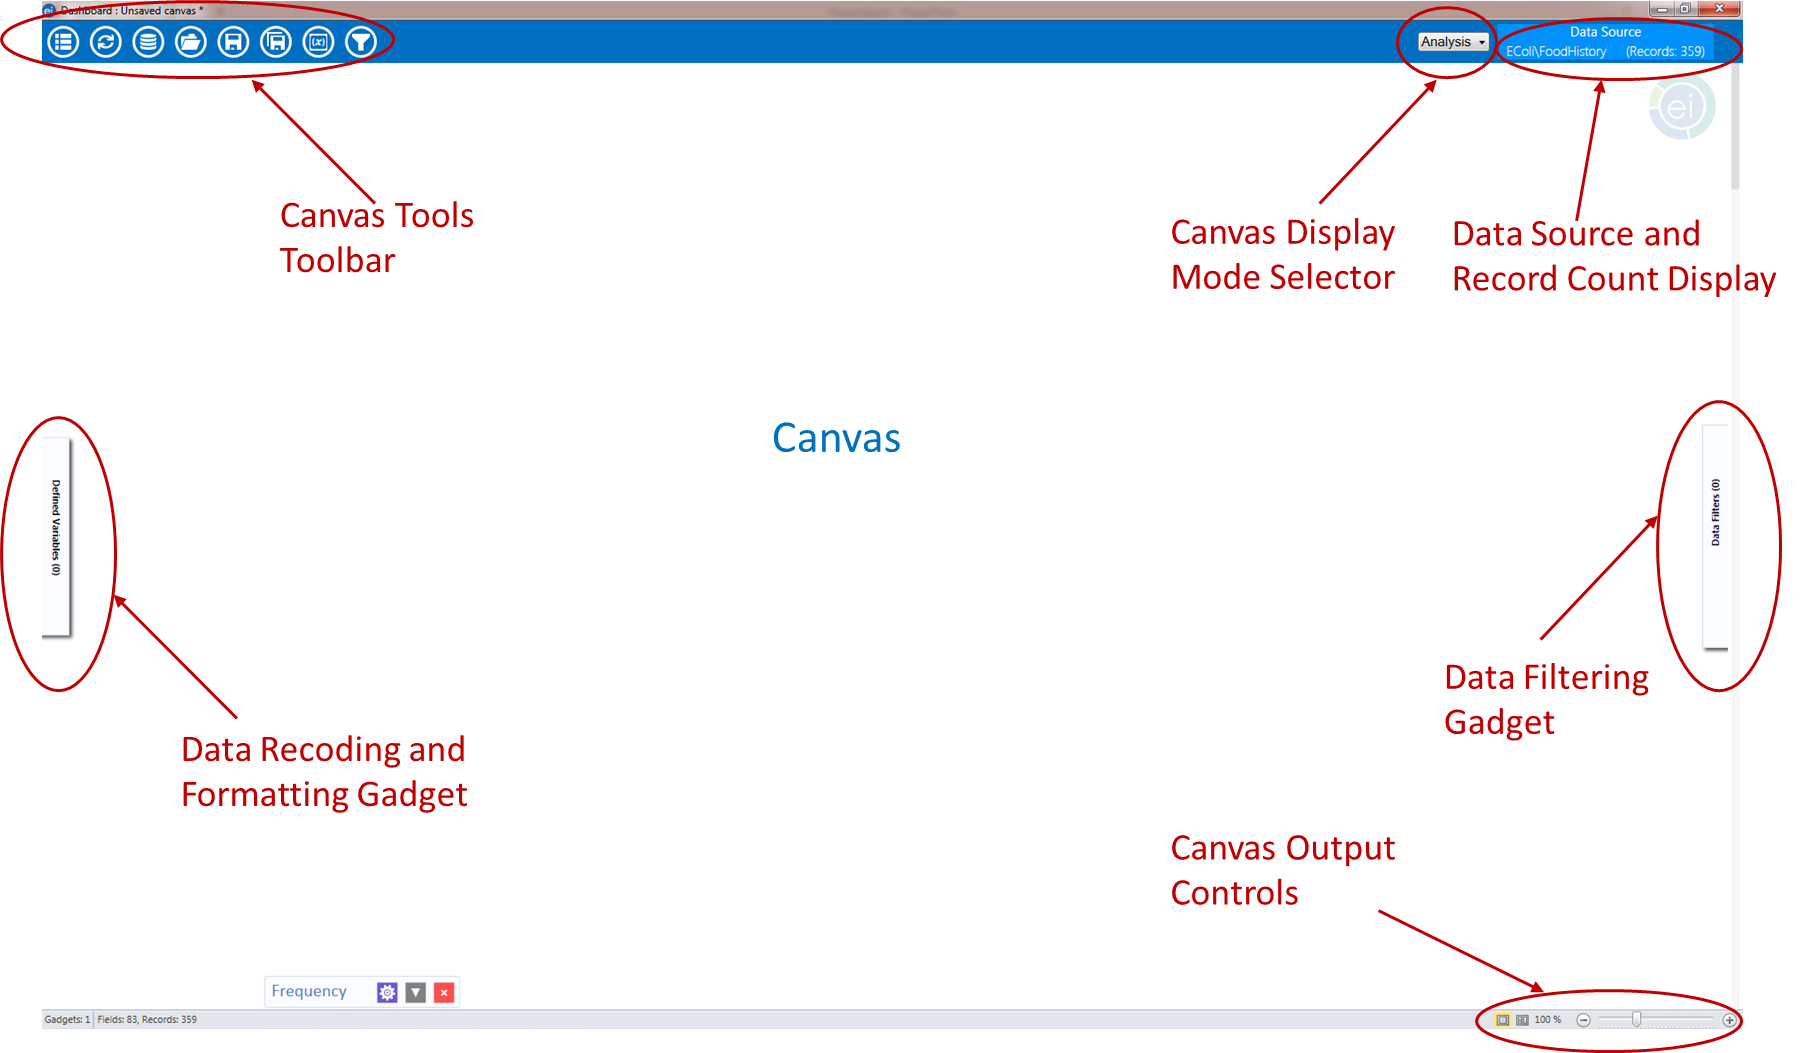 Dashboard : Unsaved canvas *
Analysis
Data Source
EColi\FoodHistory (Records: 359)
ei
Canvas Tools
Toolbar
Canvas Display
Mode Selector
Data Source and
Record Count Display
Canvas
Defined Variables (0)
Data Filters (0)
Data Filtering
Gadget
Data Recoding and
Formatting Gadget
Canvas Output
Controls
Frequency
Gadgets: 1 Fields: 83, Records: 359
100 %